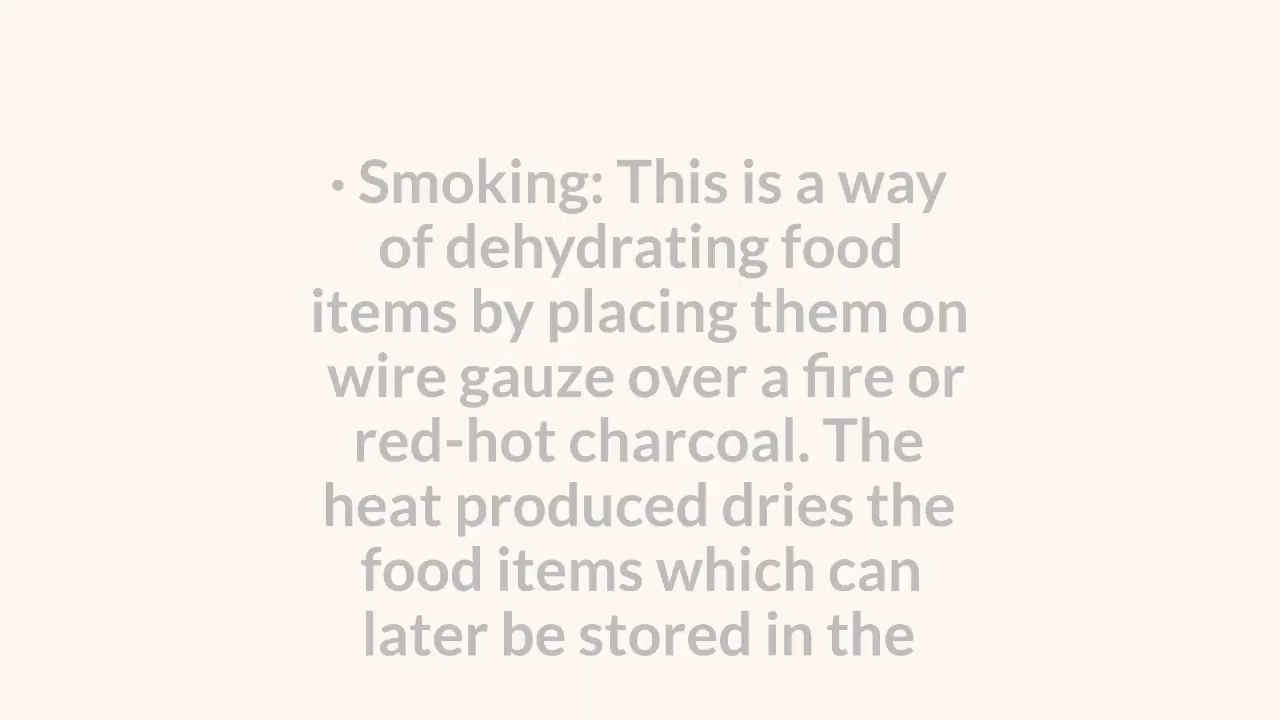 · Smoking: This is a way
of dehydrating food
items by placing them on
wire gauze over a fire or
red-hot charcoal. The
heat produced dries the
food items which can
later be stored in the